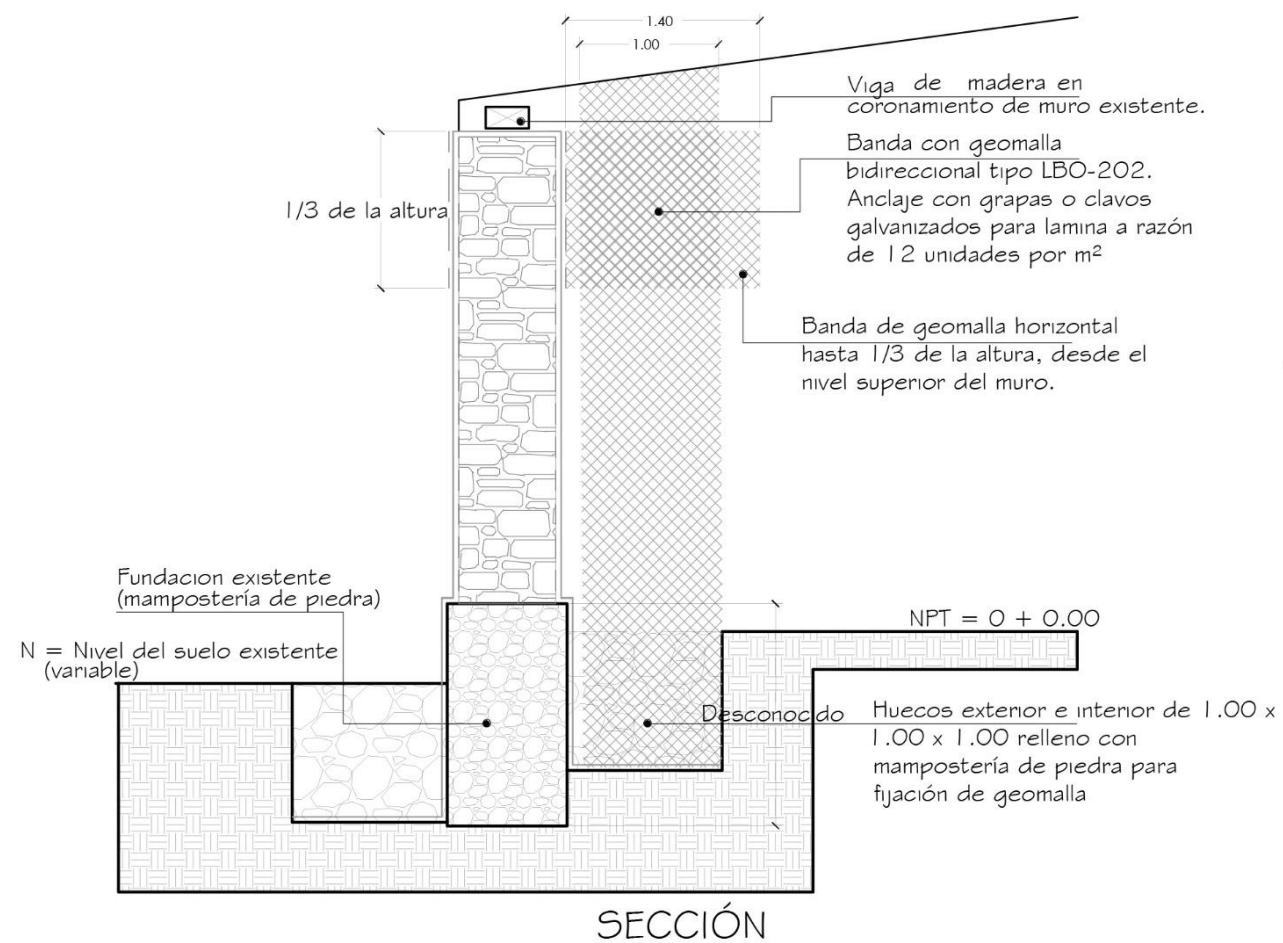 1.40
1.00
Viga de madera en
coronamiento de muro existente.
Banda con geomalla
bidireccional tipo LBO-202.
Anclaje con grapas o clavos
galvanizados para lamina a razón
de 12 unidades por m²
1/3 de la altura
Banda de geomalla horizontal
hasta 1/3 de la altura, desde el
nivel superior del muro.
Fundacion existente
(mampostería de piedra)
N = Nivel del suelo existente
(variable)
NPT = 0 + 0.00
Desconocido
Huecos exterior e interior de 1.00 x
1.00 x 1.00 relleno con
mampostería de piedra para
fijación de geomalla
SECCIÓN